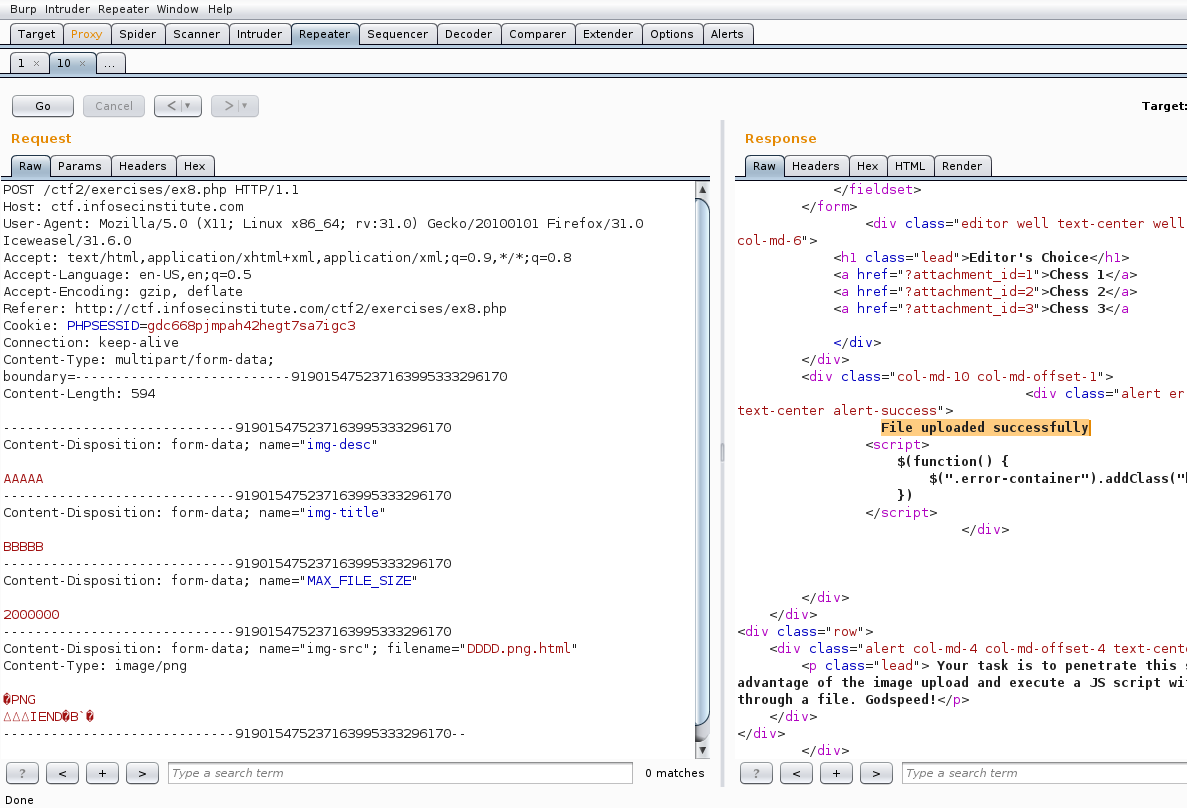 Burp Intruder Repeater Window Help
Target Proxy Spider Scanner Intruder Repeater Sequencer Decoder Comparer Extender Options Alerts
1 × 10 × ...
Go Cancel < > Target:
Request
Raw Params Headers Hex
POST /ctf2/exercises/ex8.php HTTP/1.1
Host: ctf.infosecinstitute.com
User-Agent: Mozilla/5.0 (X11; Linux x86_64; rv:31.0) Gecko/20100101 Firefox/31.0
Iceweasel/31.6.0
Accept: text/html,application/xhtml+xml,application/xml;q=0.9,*/*;q=0.8
Accept-Language: en-US,en;q=0.5
Accept-Encoding: gzip, deflate
Referer: http://ctf.infosecinstitute.com/ctf2/exercises/ex8.php
Cookie: PHPSESSID=gdc668pjmpah42hegt7sa7igc3
Connection: keep-alive
Content-Type: multipart/form-data;
boundary=---------------------------919015475237163995333296170
Content-Length: 594
-----------------------------919015475237163995333296170
Content-Disposition: form-data; name="img-desc"
AAAAA
-----------------------------919015475237163995333296170
Content-Disposition: form-data; name="img-title"
BBBBB
-----------------------------919015475237163995333296170
Content-Disposition: form-data; name="MAX_FILE_SIZE"
2000000
-----------------------------919015475237163995333296170
Content-Disposition: form-data; name="img-src"; filename="DDDD.png.html"
Content-Type: image/png
�PNG
△△△IEND�B`�
-----------------------------919015475237163995333296170--
? < + > Type a search term 0 matches
Response
Raw Headers Hex HTML Render
</fieldset>
</form>
<div class="editor well text-center well
col-md-6">
<h1 class="lead">Editor's Choice</h1>
<a href="?attachment_id=1">Chess 1</a>
<a href="?attachment_id=2">Chess 2</a>
<a href="?attachment_id=3">Chess 3</a
</div>
</div>
<div class="col-md-10 col-md-offset-1">
<div class="alert er
text-center alert-success">
File uploaded successfully
<script>
$(function() {
$(".error-container").addClass("
})
</script>
</div>
</div>
</div>
<div class="row">
<div class="alert col-md-4 col-md-offset-4 text-cent
<p class="lead"> Your task is to penetrate this
advantage of the image upload and execute a JS script wi
through a file. Godspeed!</p>
</div>
</div>
</div>
? < + > Type a search term
Done